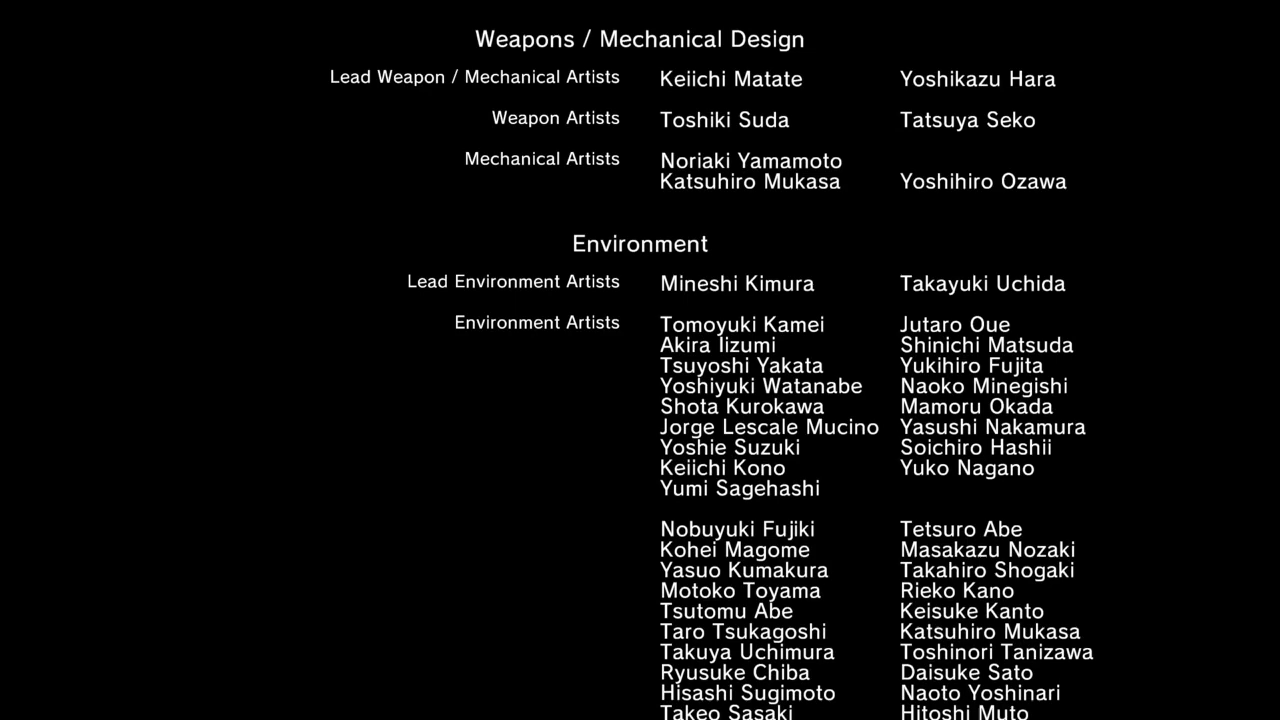 Weapons / Mechanical Design
Lead Weapon / Mechanical Artists Keiichi Matate Yoshikazu Hara
Weapon Artists Toshiki Suda Tatsuya Seko
Mechanical Artists Noriaki Yamamoto
Katsuhiro Mukasa Yoshihiro Ozawa
Environment
Lead Environment Artists Mineshi Kimura Takayuki Uchida
Environment Artists Tomoyuki Kamei Jutaro Oue
Akira Iizumi Shinichi Matsuda
Tsuyoshi Yakata Yukihiro Fujita
Yoshiyuki Watanabe Naoko Minegishi
Shota Kurokawa Mamoru Okada
Jorge Lescale Mucino Yasushi Nakamura
Yoshie Suzuki Soichiro Hashii
Keiichi Kono Yuko Nagano
Yumi Sagehashi
Nobuyuki Fujiki Tetsuro Abe
Kohei Magome Masakazu Nozaki
Yasuo Kumakura Takahiro Shogaki
Motoko Toyama Rieko Kano
Tsutomu Abe Keisuke Kanto
Taro Tsukagoshi Katsuhiro Mukasa
Takuya Uchimura Toshinori Tanizawa
Ryusuke Chiba Daisuke Sato
Hisashi Sugimoto Naoto Yoshinari
Takeo Sasaki Hitoshi Muto